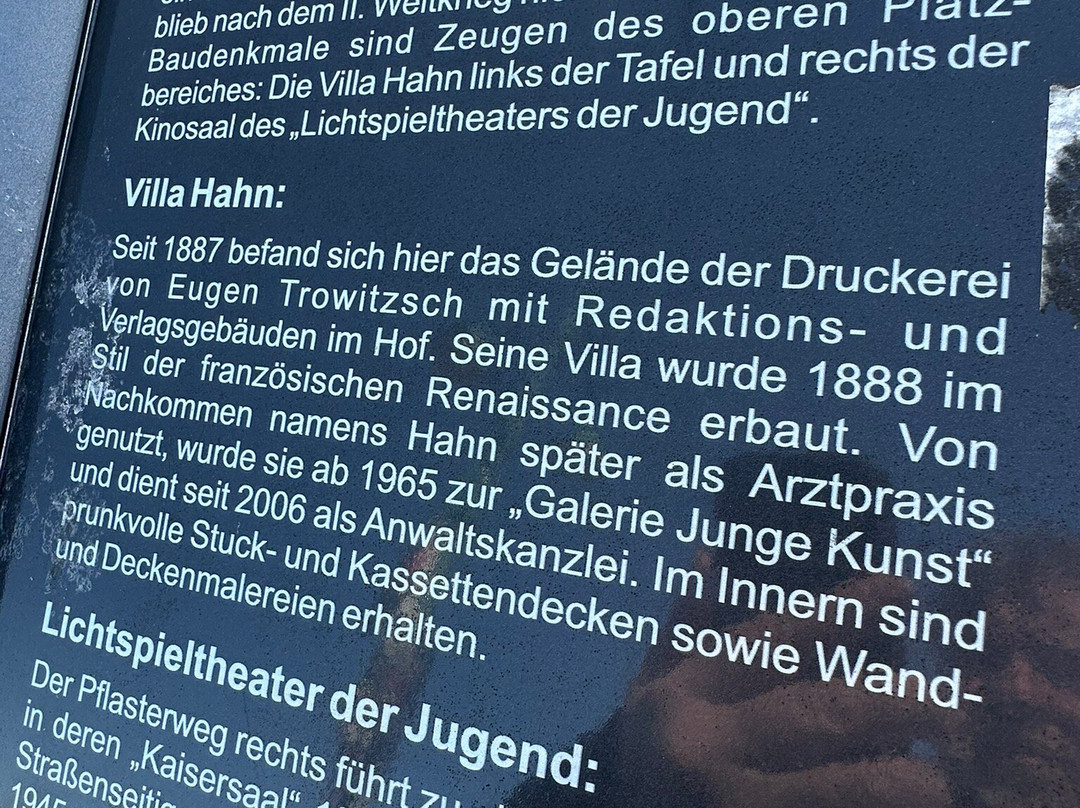 blieb nach dem II. Weltkrieg
Baudenkmale sind Zeugen des oberen Platz-
bereiches: Die Villa Hahn links der Tafel und rechts der
Kinosaal des „Lichtspieltheaters der Jugend“.
Villa Hahn:
Seit 1887 befand sich hier das Gelände der Druckerei
von Eugen Trowitzsch mit Redaktions- und
Verlagsgebäuden im Hof. Seine Villa wurde 1888 im
Stil der französischen Renaissance erbaut. Von
Nachkommen namens Hahn später als Arztpraxis
genutzt, wurde sie ab 1965 zur „Galerie Junge Kunst“
und dient seit 2006 als Anwaltskanzlei. Im Innern sind
prunkvolle Stuck- und Kassettendecken sowie Wand-
und Deckenmalereien erhalten.
Lichtspieltheater der Jugend:
Der Pflasterweg rechts führt zu
in deren „Kaisersaal“
Straßenseitig
1945